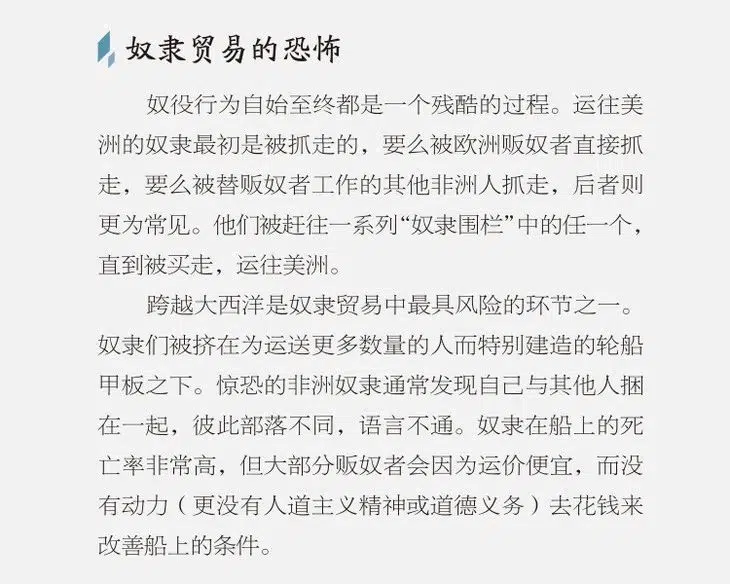 奴隶贸易的恐怖
奴役行为自始至终都是一个残酷的过程。运往美
洲的奴隶最初是被抓走的，要么被欧洲贩奴者直接抓
走，要么被替贩奴者工作的其他非洲人抓走，后者则
更为常见。他们被赶往一系列“奴隶围栏”中的任一个，
直到被买走，运往美洲。
跨越大西洋是奴隶贸易中最具风险的环节之一。
奴隶们被挤在为运送更多数量的人而特别建造的轮船
甲板之下。惊恐的非洲奴隶通常发现自己与其他人捆
在一起，彼此部落不同，语言不通。奴隶在船上的死
亡率非常高，但大部分贩奴者会因为运价便宜，而没
有动力（更没有人道主义精神或道德义务）去花钱来
改善船上的条件。